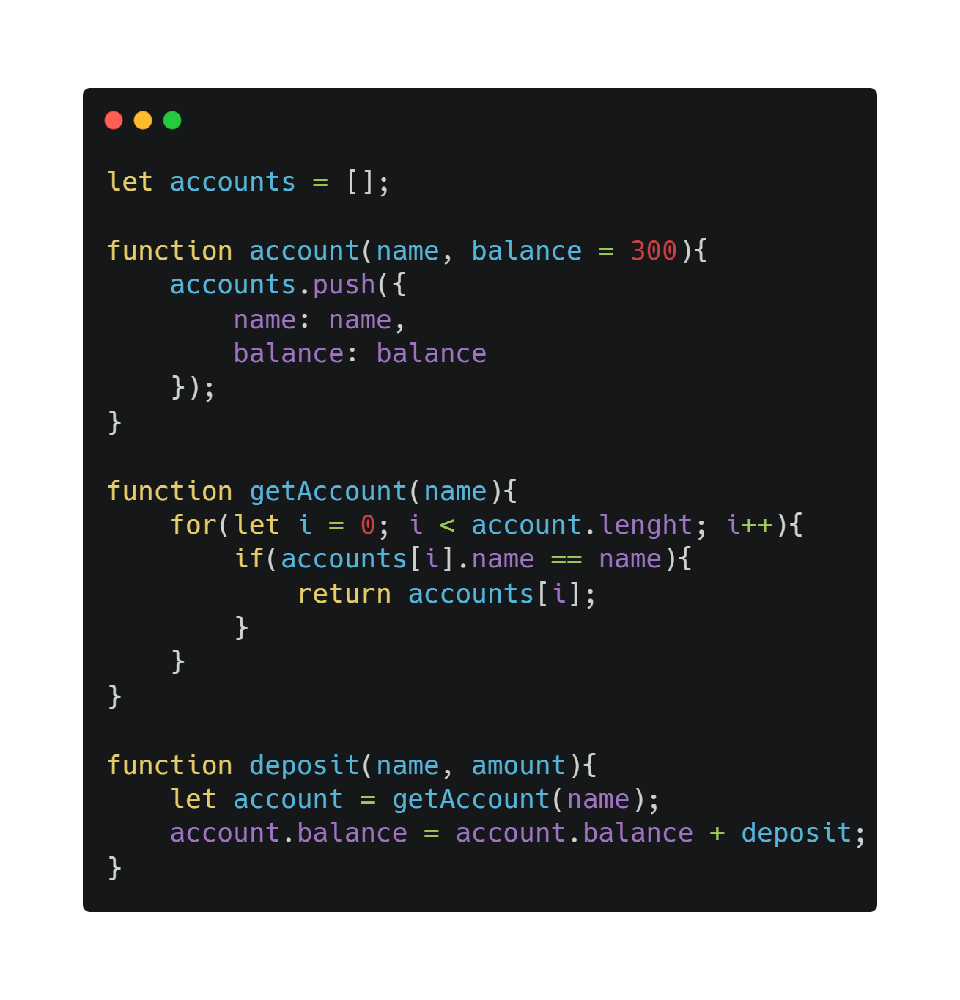 let accounts = [];

function account(name, balance = 300){
    accounts.push({
        name: name,
        balance: balance
    });
}

function getAccount(name){
    for(let i = 0; i < account.lenght; i++){
        if(accounts[i].name == name){
            return accounts[i];
        }
    }
}

function deposit(name, amount){
    let account = getAccount(name);
    account.balance = account.balance + deposit;
}